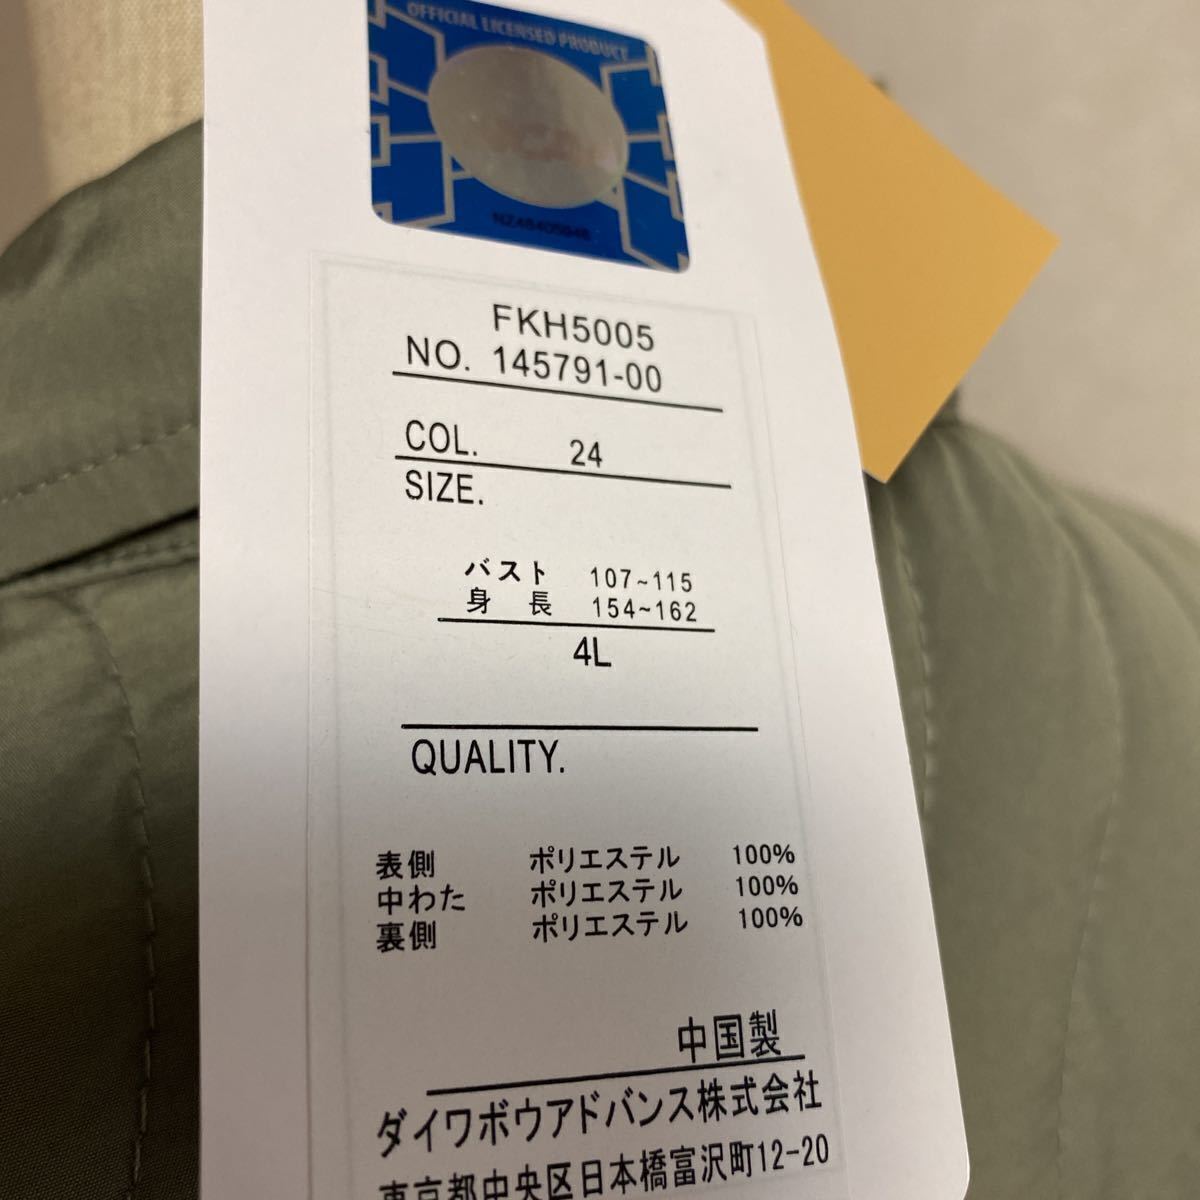 OFFICIAL LICENSED PRODUCT
NZ48405948
FKH5005
NO. 145791-00
COL. 24
SIZE.
バスト 107~115
身長 154~162
4L
QUALITY.
表側 ポリエステル 100%
中わた ポリエステル 100%
裏側 ポリエステル 100%
中国製
ダイワボウアドバンス株式会社
東京都中央区日本橋富沢町12-20